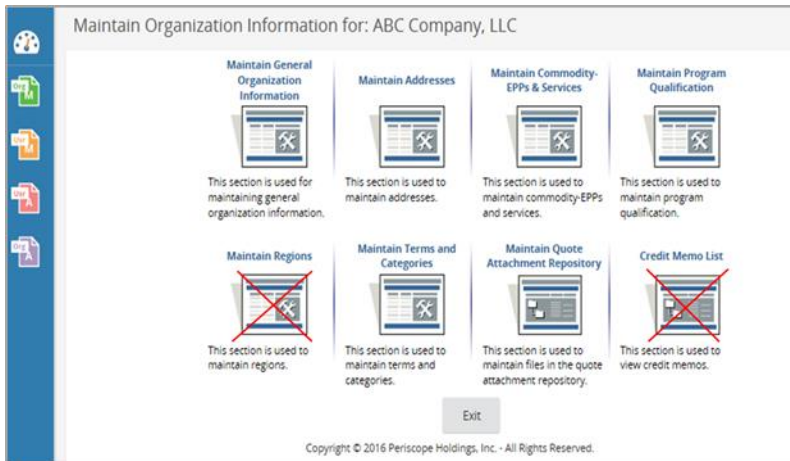 Maintain Organization Information for: ABC Company, LLC
Org
M
Usr
M
Usr
A
Org
A
Maintain General
Organization
Information
This section is used for
maintaining general
organization information.
Maintain Addresses
This section is used to
maintain addresses.
Maintain Commodity-
EPPs & Services
This section is used to
maintain commodity-EPPs
and services.
Maintain Program
Qualification
This section is used to
maintain program
qualification.
Maintain Regions
This section is used to
maintain regions.
Maintain Terms and
Categories
This section is used to
maintain terms and
categories.
Maintain Quote
Attachment Repository
This section is used to
maintain files in the quote
attachment repository.
Credit Memo List
This section is used to
view credit memos.
Exit
Copyright © 2016 Periscope Holdings, Inc. - All Rights Reserved.